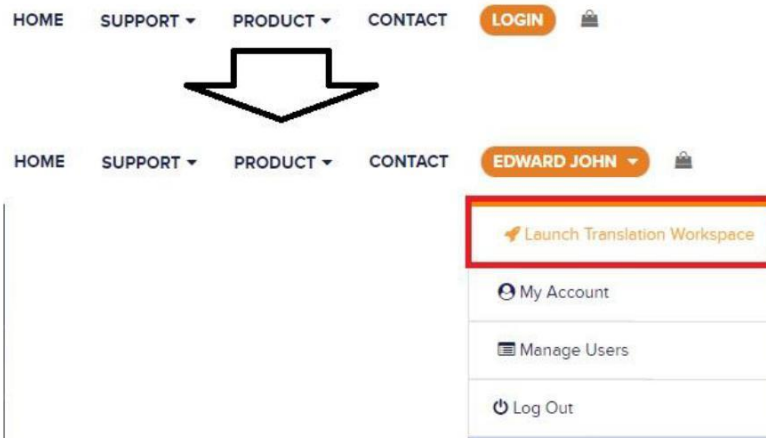 HOME SUPPORT PRODUCT CONTACT LOGIN
HOME SUPPORT PRODUCT CONTACT EDWARD JOHN
Launch Translation Workspace
My Account
Manage Users
Log Out